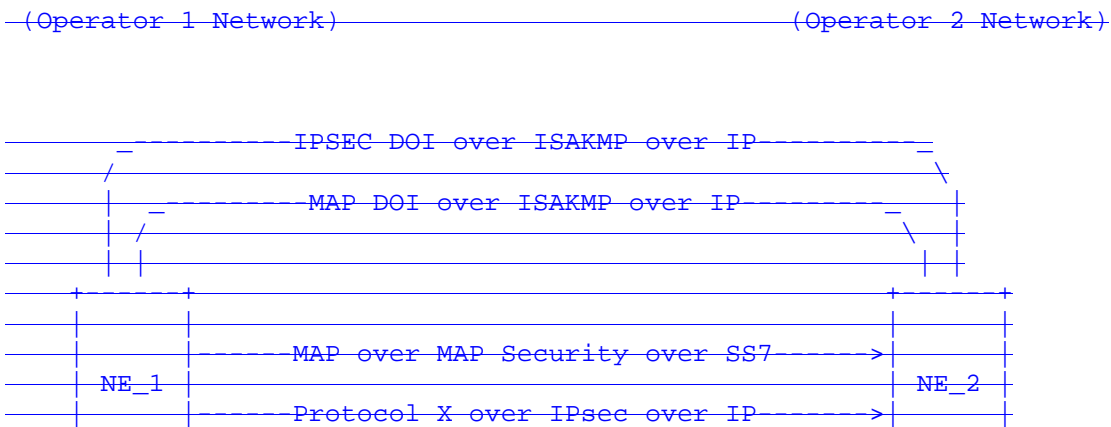 (Operator 1 Network) (Operator 2 Network)
_----------IPSEC DOI over ISAKMP over IP----------_
/ \
| _---------MAP DOI over ISAKMP over IP---------_ |
| / \ |
| | | |
+------+ +------+
| | | |
| |------MAP over MAP Security over SS7------>| |
| NE_1 | | NE_2 |
| |------Protocol X over IPsec over IP------->| |